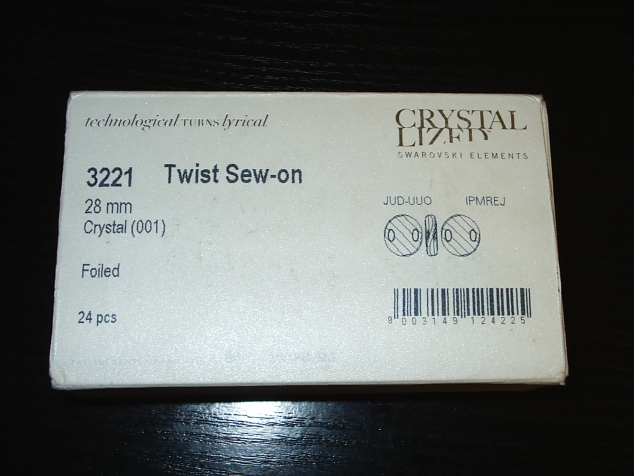 technological TURNS lyrical
CRYSTAL
LIZED
SWAROVSKI ELEMENTS
3221 Twist Sew-on
28 mm
Crystal (001)
JUD-UUO IPMREJ
Foiled
24 pcs
9 003149 124225